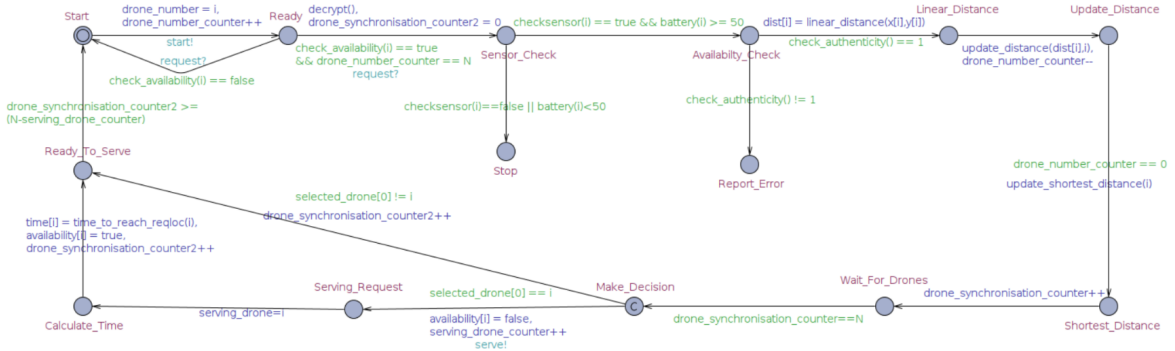 Start
drone_number = i,
drone_number_counter++
start!
request?
check_availability(i) == false
Ready
decrypt(),
drone_synchronisation_counter2 = 0
check_availability(i) == true
&& drone_number_counter == N
request?
Sensor_Check
checksensor(i) == true && battery(i) >= 50
checksensor(i)==false || battery(i)<50
Stop
Availabilty_Check
dist[i] = linear_distance(x[i],y[i])
check_authenticity() == 1
check_authenticity() != 1
Report_Error
Linear_Distance
update_distance(dist[i],i),
drone_number_counter--
Update_Distance
drone_number_counter == 0
update_shortest_distance(i)
Shortest_Distance
drone_synchronisation_counter++
Wait_For_Drones
drone_synchronisation_counter==N
Make_Decision
C
selected_drone[0] != i
drone_synchronisation_counter2++
selected_drone[0] == i
availability[i] = false,
serving_drone_counter++
serve!
Serving_Request
serving_drone=i
Calculate_Time
time[i] = time_to_reach_reqloc(i),
availability[i] = true,
drone_synchronisation_counter2++
Ready_To_Serve
drone_synchronisation_counter2 >=
(N-serving_drone_counter)